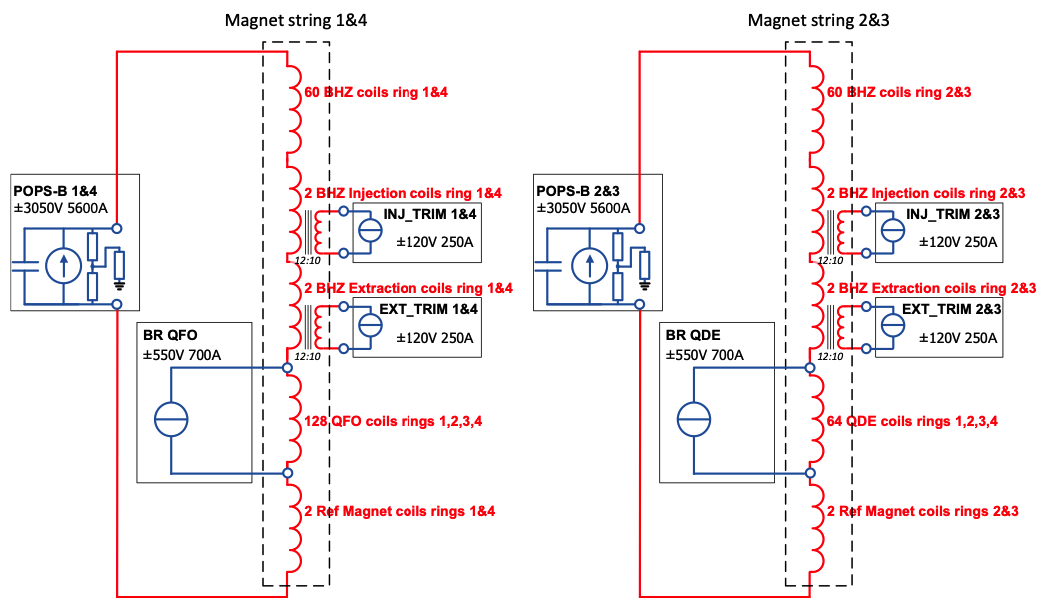 Magnet string 1&4
60 BHZ coils ring 1&4
POPS-B 1&4
±3050V 5600A
2 BHZ Injection coils ring 1&4
INJ_TRIM 1&4
±120V 250A
12:10
2 BHZ Extraction coils ring 1&4
EXT_TRIM 1&4
±120V 250A
12:10
BR QFO
±550V 700A
128 QFO coils rings 1,2,3,4
2 Ref Magnet coils rings 1&4
Magnet string 2&3
60 BHZ coils ring 2&3
POPS-B 2&3
±3050V 5600A
2 BHZ Injection coils ring 2&3
INJ_TRIM 2&3
±120V 250A
12:10
2 BHZ Extraction coils ring 2&3
EXT_TRIM 2&3
±120V 250A
12:10
BR QDE
±550V 700A
64 QDE coils rings 1,2,3,4
2 Ref Magnet coils rings 2&3